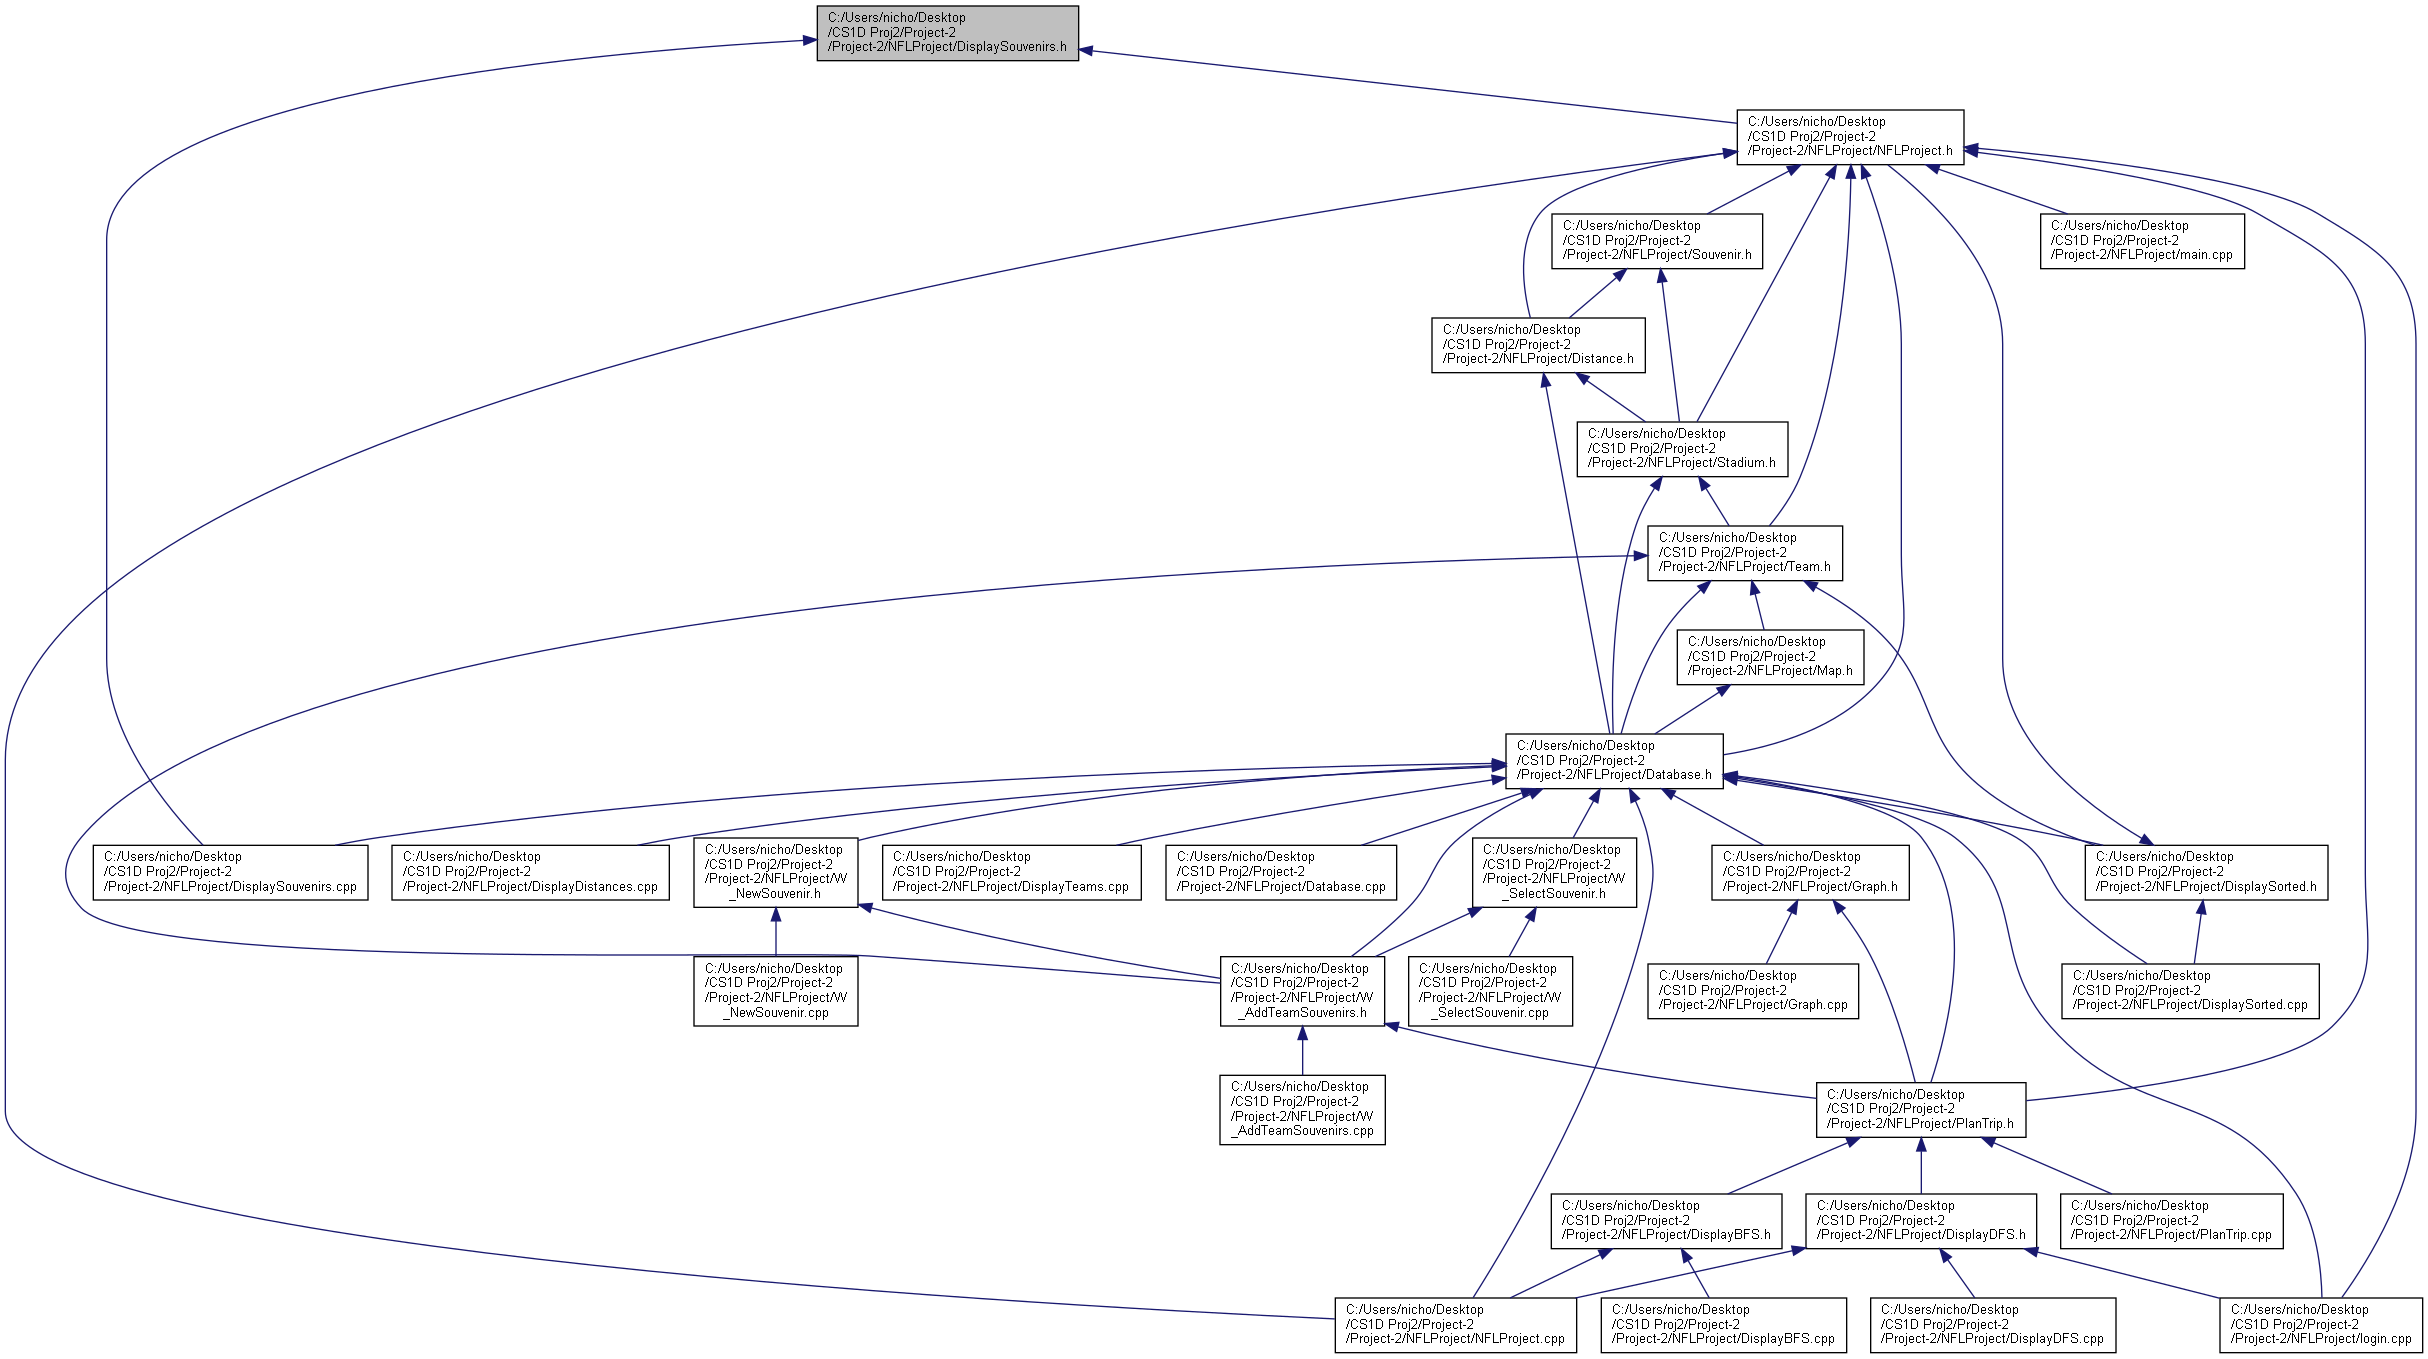 C:/Users/nicho/Desktop
/CS1D Proj2/Project-2
/Project-2/NFLProject/DisplaySouvenirs.h
C:/Users/nicho/Desktop
/CS1D Proj2/Project-2
/Project-2/NFLProject/NFLProject.h
C:/Users/nicho/Desktop
/CS1D Proj2/Project-2
/Project-2/NFLProject/Souvenir.h
C:/Users/nicho/Desktop
/CS1D Proj2/Project-2
/Project-2/NFLProject/main.cpp
C:/Users/nicho/Desktop
/CS1D Proj2/Project-2
/Project-2/NFLProject/Distance.h
C:/Users/nicho/Desktop
/CS1D Proj2/Project-2
/Project-2/NFLProject/Stadium.h
C:/Users/nicho/Desktop
/CS1D Proj2/Project-2
/Project-2/NFLProject/Team.h
C:/Users/nicho/Desktop
/CS1D Proj2/Project-2
/Project-2/NFLProject/Map.h
C:/Users/nicho/Desktop
/CS1D Proj2/Project-2
/Project-2/NFLProject/Database.h
C:/Users/nicho/Desktop
/CS1D Proj2/Project-2
/Project-2/NFLProject/DisplaySouvenirs.cpp
C:/Users/nicho/Desktop
/CS1D Proj2/Project-2
/Project-2/NFLProject/DisplayDistances.cpp
C:/Users/nicho/Desktop
/CS1D Proj2/Project-2
/Project-2/NFLProject/W
_NewSouvenir.h
C:/Users/nicho/Desktop
/CS1D Proj2/Project-2
/Project-2/NFLProject/DisplayTeams.cpp
C:/Users/nicho/Desktop
/CS1D Proj2/Project-2
/Project-2/NFLProject/Database.cpp
C:/Users/nicho/Desktop
/CS1D Proj2/Project-2
/Project-2/NFLProject/W
_SelectSouvenir.h
C:/Users/nicho/Desktop
/CS1D Proj2/Project-2
/Project-2/NFLProject/Graph.h
C:/Users/nicho/Desktop
/CS1D Proj2/Project-2
/Project-2/NFLProject/DisplaySorted.h
C:/Users/nicho/Desktop
/CS1D Proj2/Project-2
/Project-2/NFLProject/W
_NewSouvenir.cpp
C:/Users/nicho/Desktop
/CS1D Proj2/Project-2
/Project-2/NFLProject/W
_AddTeamSouvenirs.h
C:/Users/nicho/Desktop
/CS1D Proj2/Project-2
/Project-2/NFLProject/W
_SelectSouvenir.cpp
C:/Users/nicho/Desktop
/CS1D Proj2/Project-2
/Project-2/NFLProject/Graph.cpp
C:/Users/nicho/Desktop
/CS1D Proj2/Project-2
/Project-2/NFLProject/DisplaySorted.cpp
C:/Users/nicho/Desktop
/CS1D Proj2/Project-2
/Project-2/NFLProject/W
_AddTeamSouvenirs.cpp
C:/Users/nicho/Desktop
/CS1D Proj2/Project-2
/Project-2/NFLProject/PlanTrip.h
C:/Users/nicho/Desktop
/CS1D Proj2/Project-2
/Project-2/NFLProject/DisplayBFS.h
C:/Users/nicho/Desktop
/CS1D Proj2/Project-2
/Project-2/NFLProject/DisplayDFS.h
C:/Users/nicho/Desktop
/CS1D Proj2/Project-2
/Project-2/NFLProject/PlanTrip.cpp
C:/Users/nicho/Desktop
/CS1D Proj2/Project-2
/Project-2/NFLProject/NFLProject.cpp
C:/Users/nicho/Desktop
/CS1D Proj2/Project-2
/Project-2/NFLProject/DisplayBFS.cpp
C:/Users/nicho/Desktop
/CS1D Proj2/Project-2
/Project-2/NFLProject/DisplayDFS.cpp
C:/Users/nicho/Desktop
/CS1D Proj2/Project-2
/Project-2/NFLProject/login.cpp